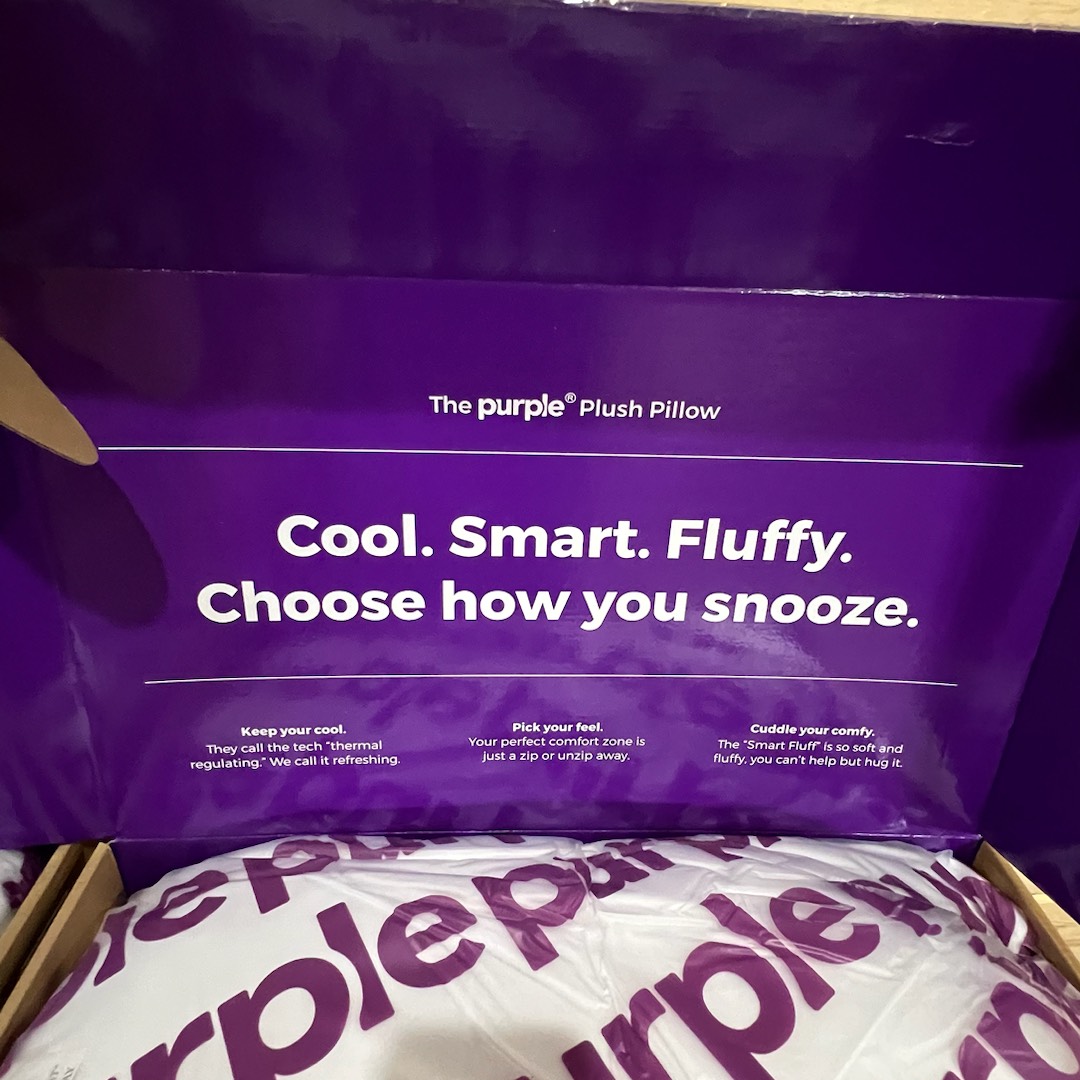 The purple® Plush Pillow
Cool. Smart. Fluffy.
Choose how you snooze.
Keep your cool.
They call the tech "thermal
regulating." We call it refreshing.
Pick your feel.
Your perfect comfort zone is
just a zip or unzip away.
Cuddle your comfy.
The "Smart Fluff" is so soft and
fluffy, you can't help but hug it.
purple
purple